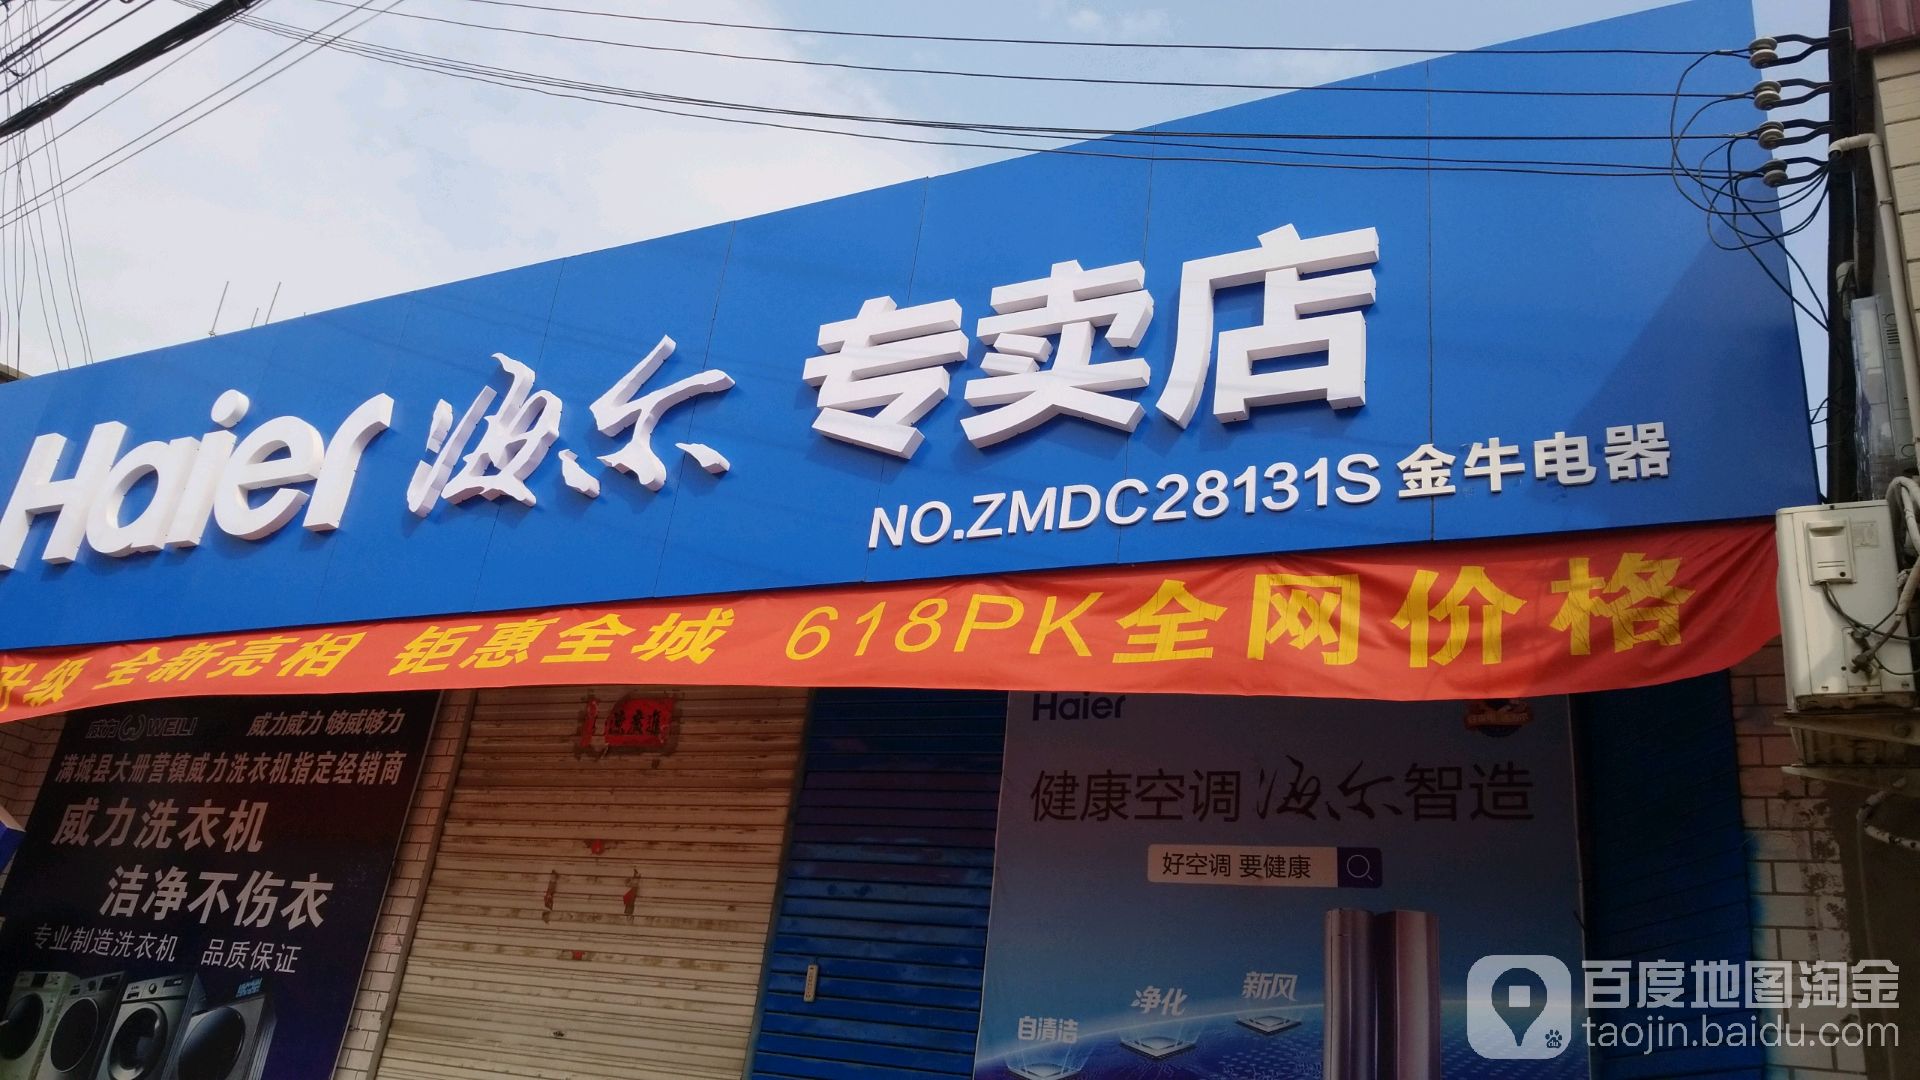 Haier 海尔 专卖店
NO.ZMDC28131S 金牛电器
升级 全新亮相 钜惠全城 618PK全网价格
威力 WEILI 威力威力 够威够力
满城县大册营镇威力洗衣机指定经销商
威力洗衣机
洁净不伤衣
专业制造洗衣机 品质保证
Haier
健康空调 海尔智造
好空调 要健康
自清洁 净化 新风
百度地图淘金
taojin.baidu.com